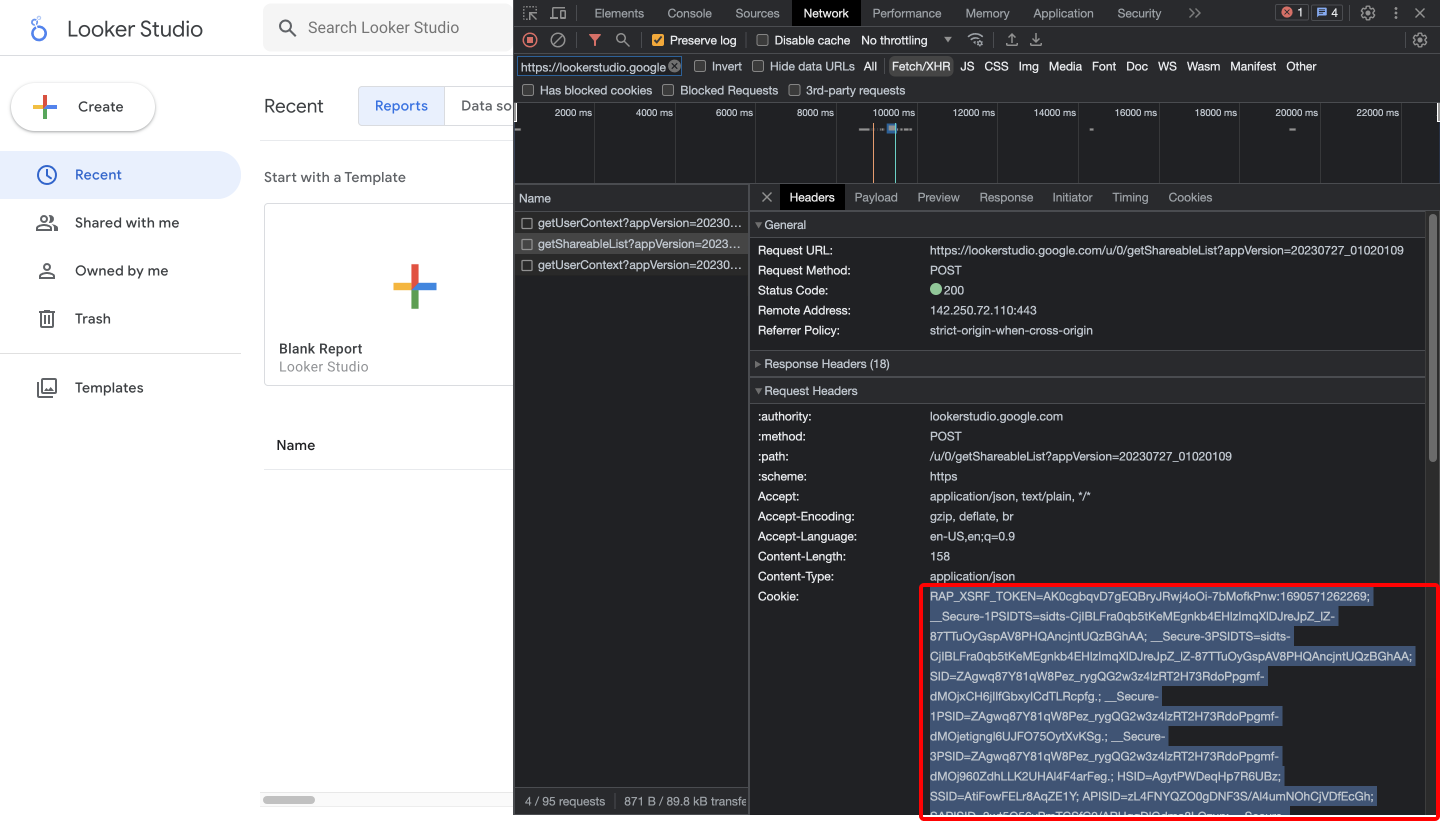 Looker Studio
Search Looker Studio
Create
Recent
Shared with me
Owned by me
Trash
Templates
Recent
Reports
Data so
Start with a Template
Blank Report
Looker Studio
Name
Elements Console Sources Network Performance Memory Application Security 1 4
Preserve log Disable cache No throttling
https://lookerstudio.google Invert Hide data URLs All Fetch/XHR JS CSS Img Media Font Doc WS Wasm Manifest Other
Has blocked cookies Blocked Requests 3rd-party requests
2000 ms 4000 ms 6000 ms 8000 ms 10000 ms 12000 ms 14000 ms 16000 ms 18000 ms 20000 ms 22000 ms
Name
getUserContext?appVersion=20230...
getShareableList?appVersion=2023...
getUserContext?appVersion=20230...
4 / 95 requests 871 B / 89.8 kB transfe
Headers Payload Preview Response Initiator Timing Cookies
General
Request URL: https://lookerstudio.google.com/u/0/getShareableList?appVersion=20230727_01020109
Request Method: POST
Status Code: 200
Remote Address: 142.250.72.110:443
Referrer Policy: strict-origin-when-cross-origin
Response Headers (18)
Request Headers
:authority: lookerstudio.google.com
:method: POST
:path: /u/0/getShareableList?appVersion=20230727_01020109
:scheme: https
Accept: application/json, text/plain, */*
Accept-Encoding: gzip, deflate, br
Accept-Language: en-US,en;q=0.9
Content-Length: 158
Content-Type: application/json
Cookie: RAP_XSRF_TOKEN=AK0cgbqvD7gEQBryJRwj4oOi-7bMofkPnw:1690571262269;
__Secure-1PSIDTS=sidts-CjIBLFra0qb5tKeMEgnkb4EHlzlmqXlDJreJpZ_lZ-
87TTuOyGspAV8PHQAncjntUQzBGhAA; __Secure-3PSIDTS=sidts-
CjIBLFra0qb5tKeMEgnkb4EHlzlmqXlDJreJpZ_lZ-87TTuOyGspAV8PHQAncjntUQzBGhAA;
SID=ZAgwq87Y81qW8Pez_rygQG2w3z4lzRT2H73RdoPpgmf-
dMOjxCH6jIlfGbxyICdTLRcpfg.; __Secure-
1PSID=ZAgwq87Y81qW8Pez_rygQG2w3z4lzRT2H73RdoPpgmf-
dMOjetigngl6UJFO75OytXvKSg.; __Secure-
3PSID=ZAgwq87Y81qW8Pez_rygQG2w3z4lzRT2H73RdoPpgmf-
dMOj960ZdhLLK2UHAl4F4arFeg.; HSID=AgytPWDeqHp7R6UBz;
SSID=AtiFowFELr8AqZE1Y; APISID=zL4FNYQZO0gDNF3S/Al4umNOhCjVDfEcGh;